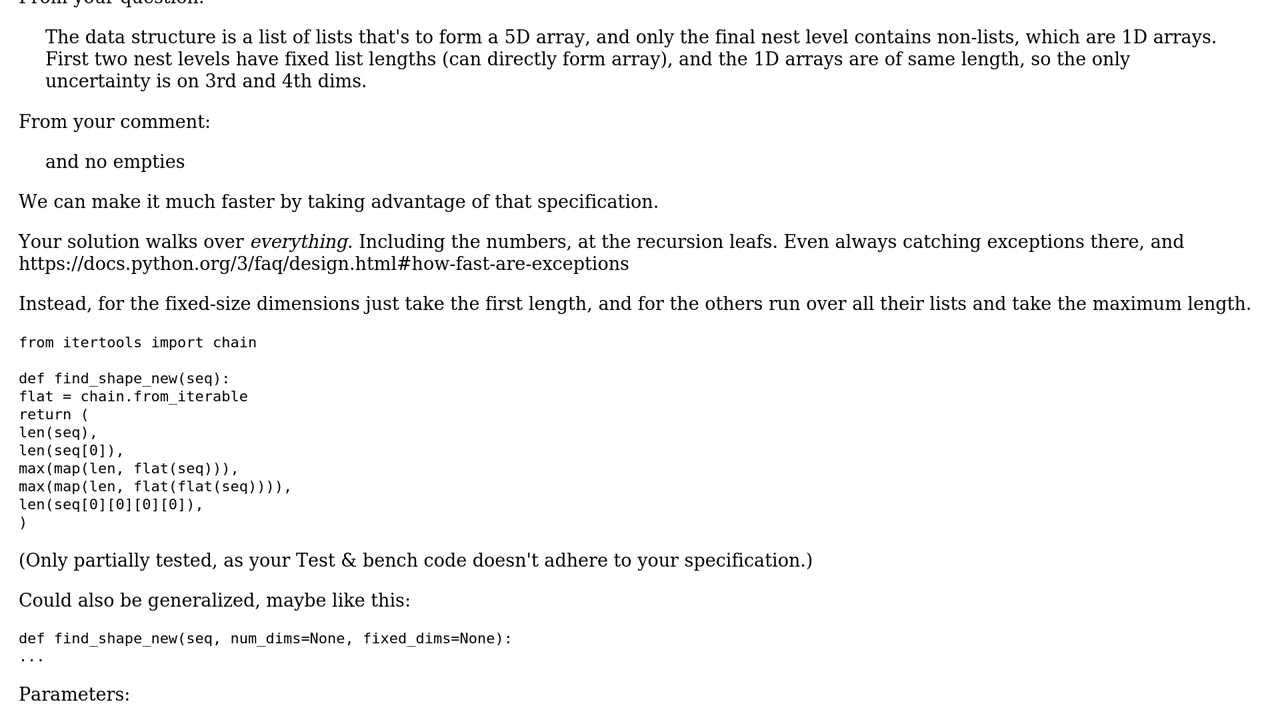 From your question:
The data structure is a list of lists that's to form a 5D array, and only the final nest level contains non-lists, which are 1D arrays.
First two nest levels have fixed list lengths (can directly form array), and the 1D arrays are of same length, so the only
uncertainty is on 3rd and 4th dims.
From your comment:
and no empties
We can make it much faster by taking advantage of that specification.
Your solution walks over everything. Including the numbers, at the recursion leafs. Even always catching exceptions there, and
https://docs.python.org/3/faq/design.html#how-fast-are-exceptions
Instead, for the fixed-size dimensions just take the first length, and for the others run over all their lists and take the maximum length.
from itertools import chain
def find_shape_new(seq):
flat = chain.from_iterable
return (
len(seq),
len(seq[0]),
max(map(len, flat(seq))),
max(map(len, flat(flat(seq)))),
len(seq[0][0][0][0]),
)
(Only partially tested, as your Test & bench code doesn't adhere to your specification.)
Could also be generalized, maybe like this:
def find_shape_new(seq, num_dims=None, fixed_dims=None):
...
Parameters: